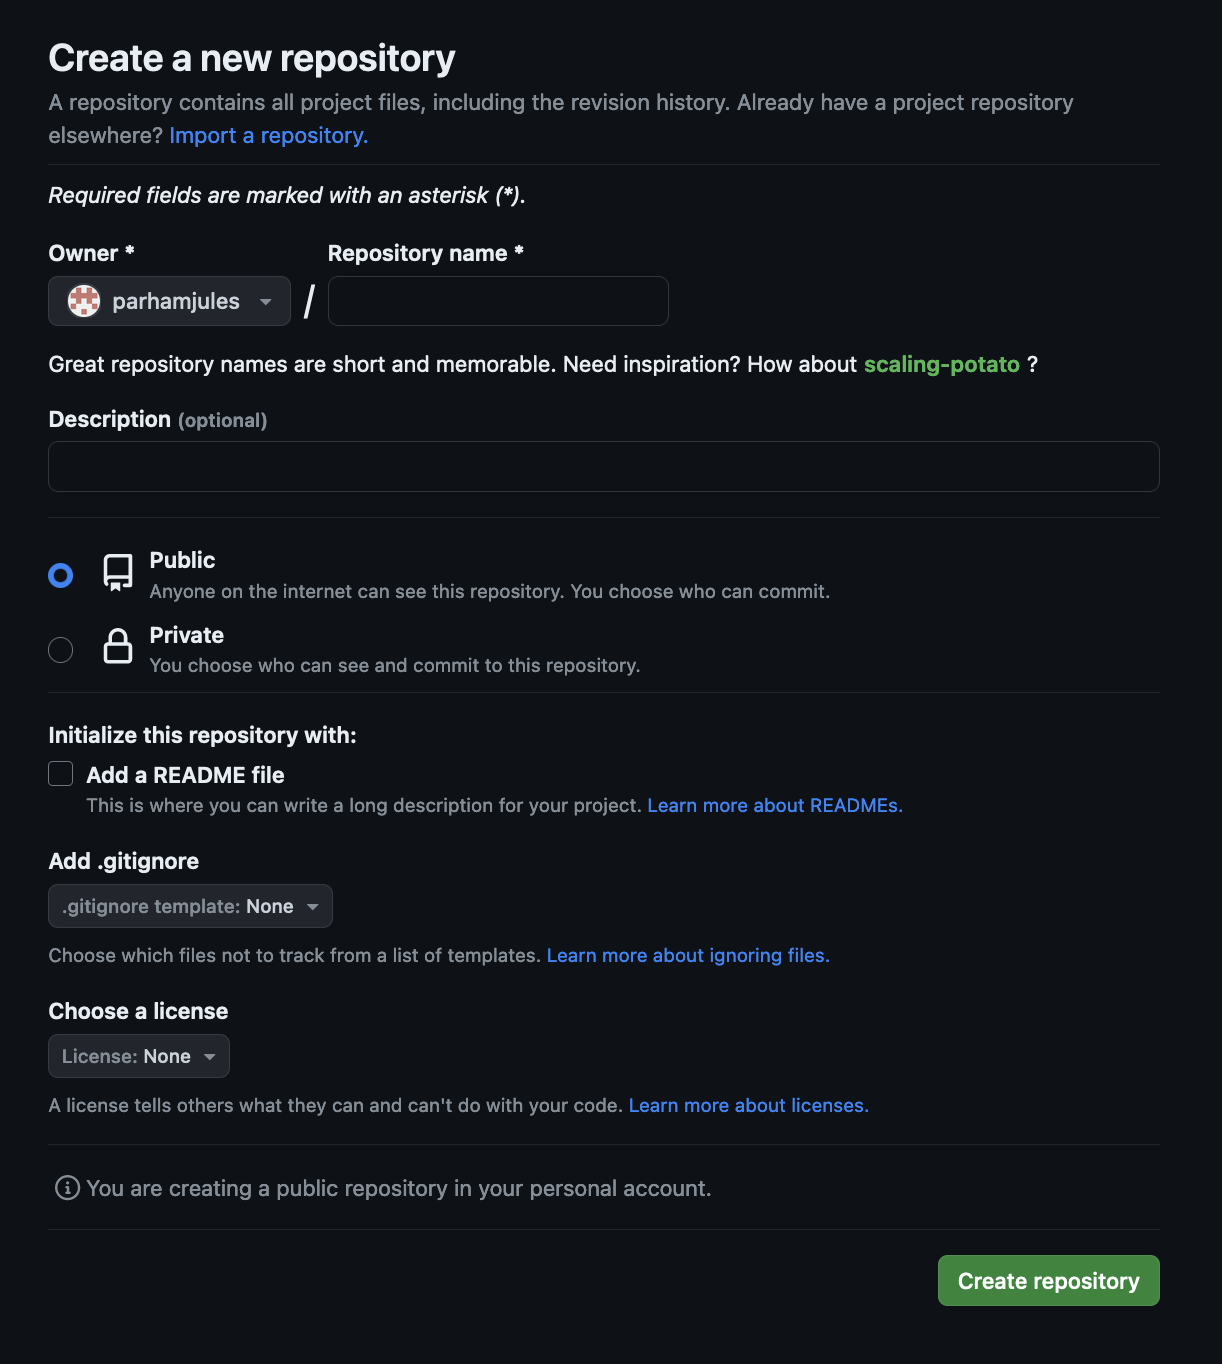 Create a new repository
A repository contains all project files, including the revision history. Already have a project repository
elsewhere? Import a repository.
Required fields are marked with an asterisk (*).
Owner *
Repository name *
parhamjules
/
Great repository names are short and memorable. Need inspiration? How about scaling-potato ?
Description (optional)
Public
Anyone on the internet can see this repository. You choose who can commit.
Private
You choose who can see and commit to this repository.
Initialize this repository with:
Add a README file
This is where you can write a long description for your project. Learn more about READMEs.
Add .gitignore
.gitignore template: None
Choose which files not to track from a list of templates. Learn more about ignoring files.
Choose a license
License: None
A license tells others what they can and can't do with your code. Learn more about licenses.
You are creating a public repository in your personal account.
Create repository